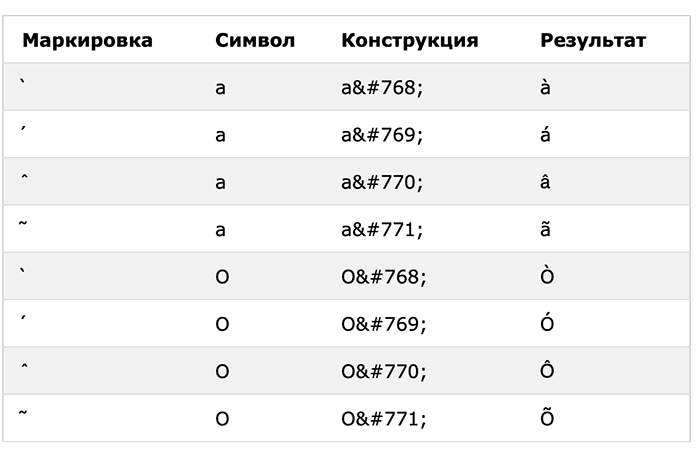 Маркировка Символ Конструкция Результат
̀ a a&#768; à
́ a a&#769; á
̂ a a&#770; â
̃ a a&#771; ã
̀ O O&#768; Ò
́ O O&#769; Ó
̂ O O&#770; Ô
̃ O O&#771; Õ